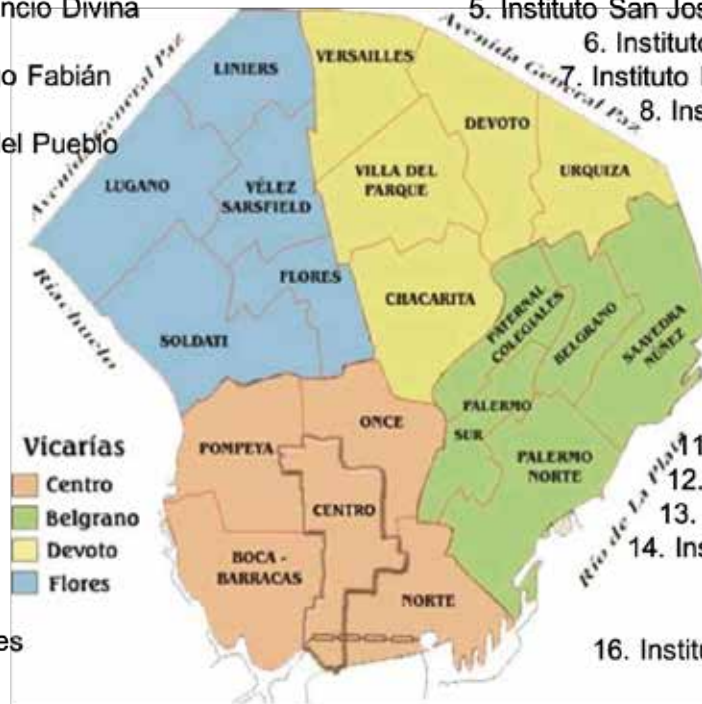 ncio Divina
5. Instituto San Jos
o Fabián
6. Instituto
7. Instituto
8. Ins
el Pueblo
Avenida General Paz
Avenida General Paz
LINIERS
VERSAILLES
DEVOTO
LUGANO
VÉLEZ
SARSFIELD
VILLA DEL
PARQUE
URQUIZA
FLORES
CHACARITA
PATERNAL
COLEGIALES
BELGRANO
SAAVEDRA
NÚÑEZ
Riachuelo
SOLDATI
PALERMO
SUR
ONCE
POMPEYA
PALERMO
NORTE
Vicarías
Centro
Belgrano
Devoto
Flores
CENTRO
BOCA -
BARRACAS
NORTE
Río de La Plata
11
12.
13.
14. Ins
es
16. Institut